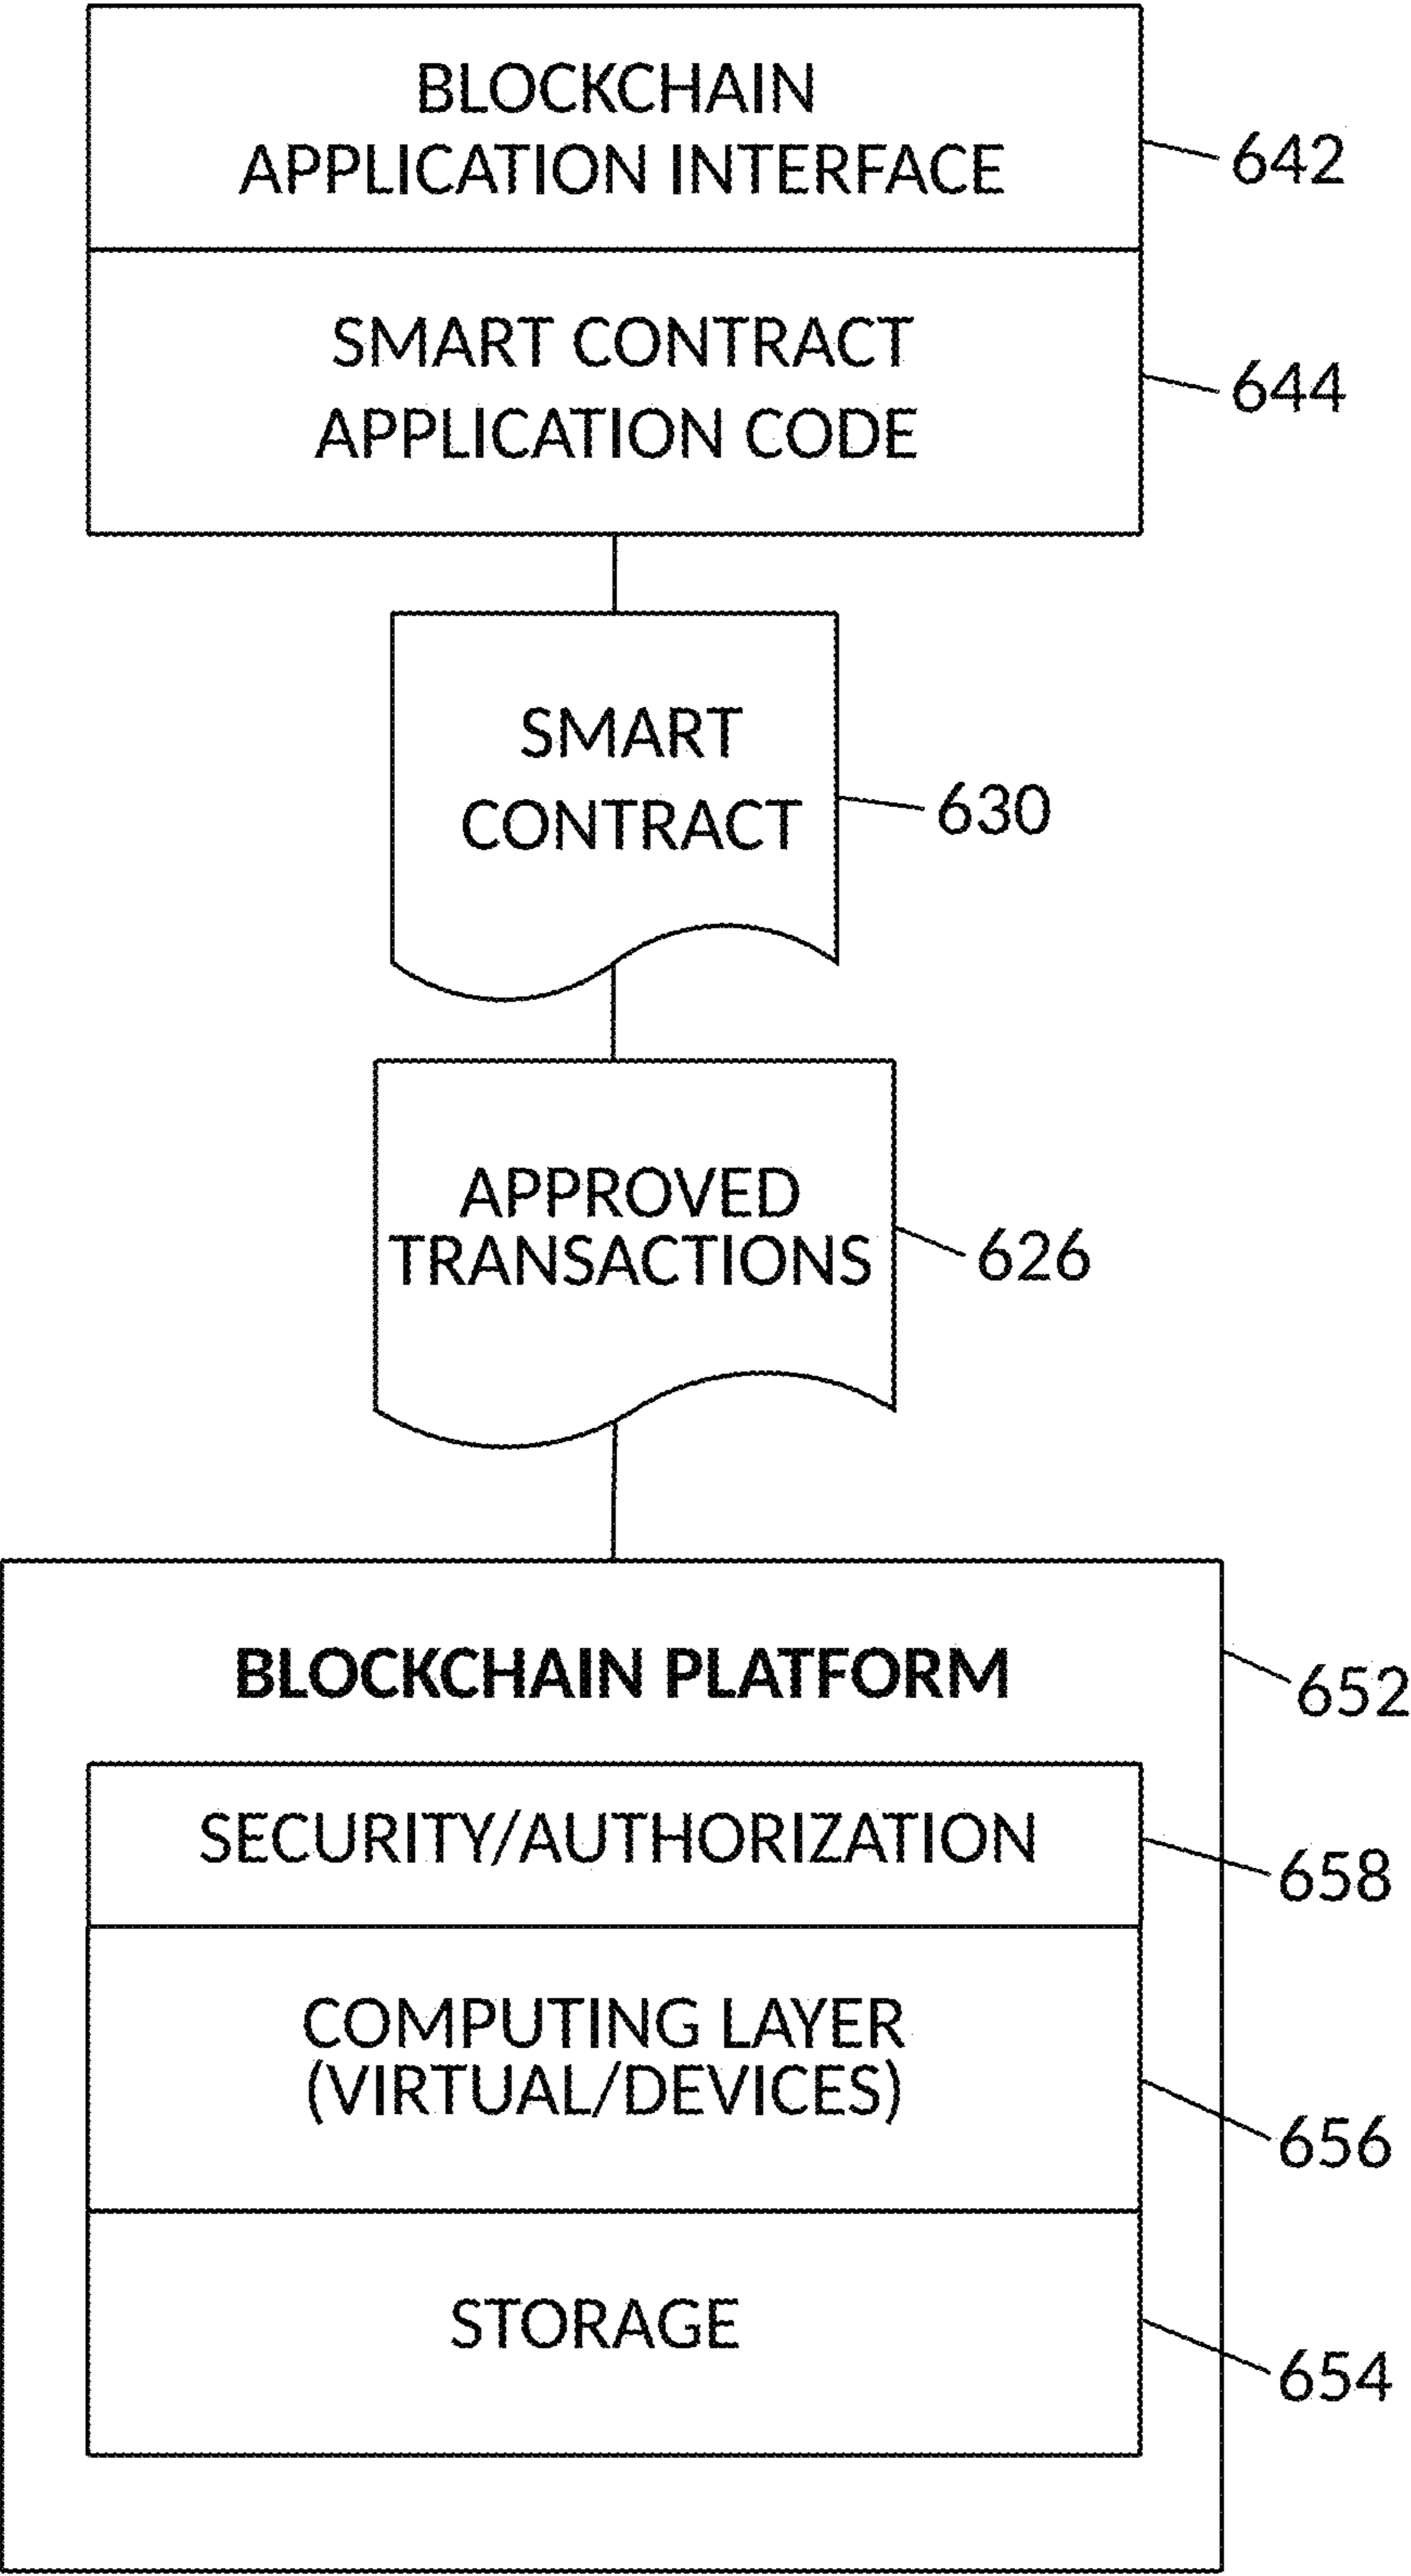 BLOCKCHAIN
APPLICATION INTERFACE
642
SMART CONTRACT
APPLICATION CODE
644
SMART
CONTRACT
630
APPROVED
TRANSACTIONS
626
BLOCKCHAIN PLATFORM
652
SECURITY/AUTHORIZATION
658
COMPUTING LAYER
(VIRTUAL/DEVICES)
656
STORAGE
654